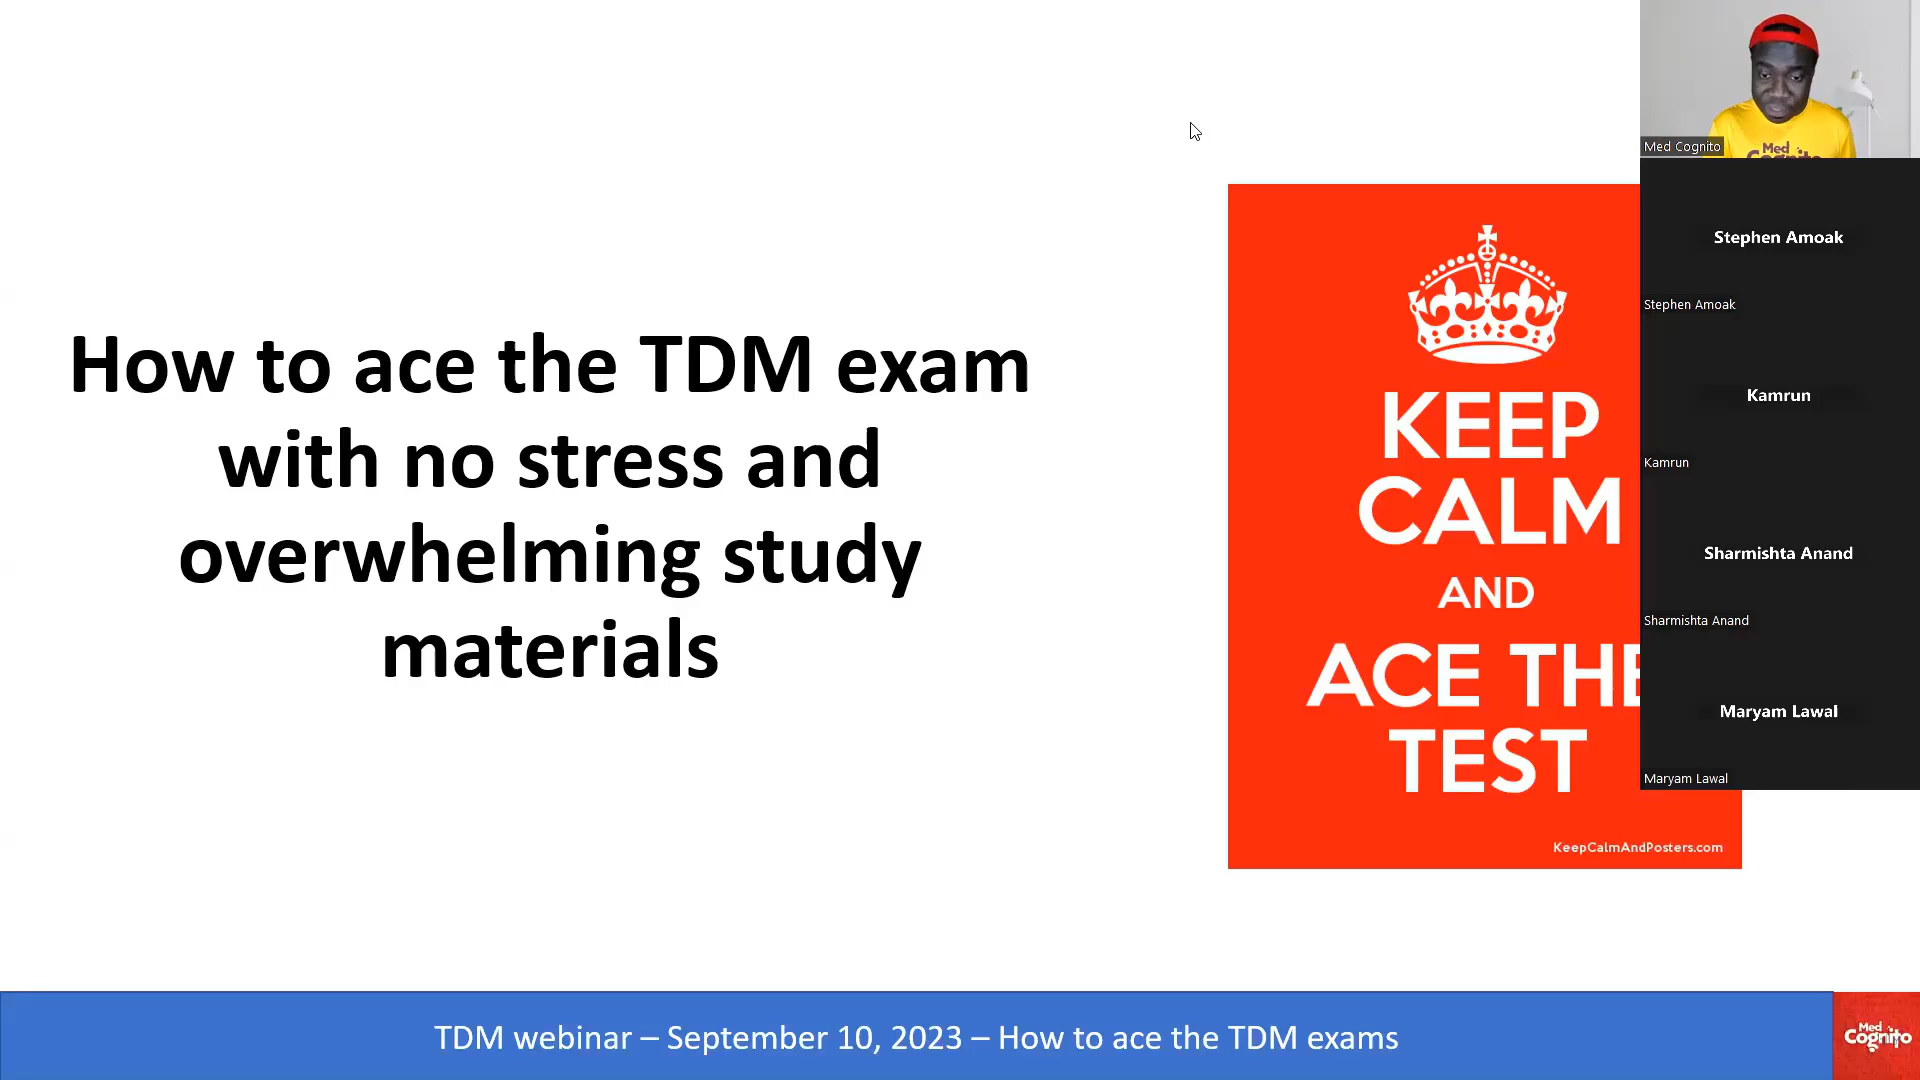 How to ace the TDM exam
with no stress and
overwhelming study
materials
KEEP
CALM
AND
ACE THE
TEST
KeepCalmAndPosters.com
Med
Cognito
Med Cognito
Stephen Amoak
Stephen Amoak
Kamrun
Kamrun
Sharmishta Anand
Sharmishta Anand
Maryam Lawal
Maryam Lawal
TDM webinar – September 10, 2023 – How to ace the TDM exams
Med
Cognito